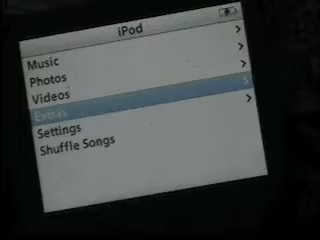 iPod
Music
Photos
Videos
Extras
Settings
Shuffle Songs